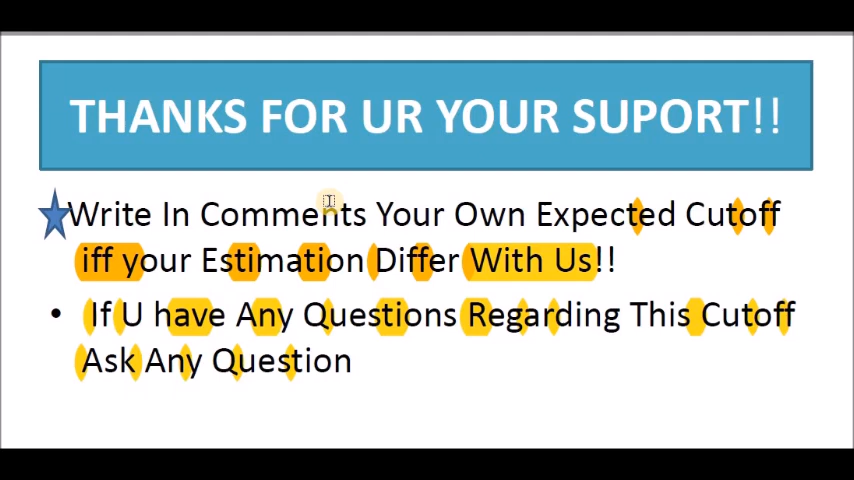 THANKS FOR UR YOUR SUPORT!!
Write In Comments Your Own Expected Cutoff
iff your Estimation Differ With Us!!
• If U have Any Questions Regarding This Cutoff
Ask Any Question